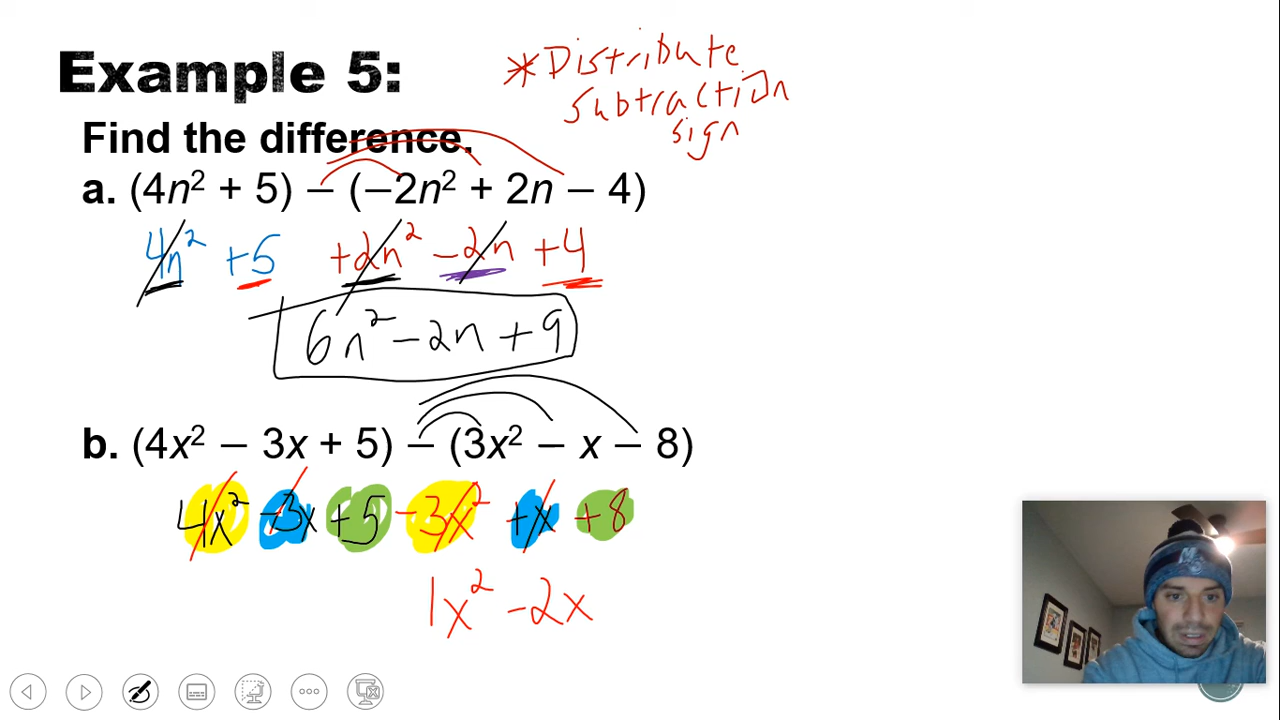 Example 5:
*Distribute
subtraction
sign
Find the difference.
a. (4n² + 5) – (–2n² + 2n – 4)
4n² +5 +2n² -2n +4
6n² -2n +9
b. (4x² – 3x + 5) – (3x² – x – 8)
4x² -3x +5 -3x² +x +8
1x² -2x